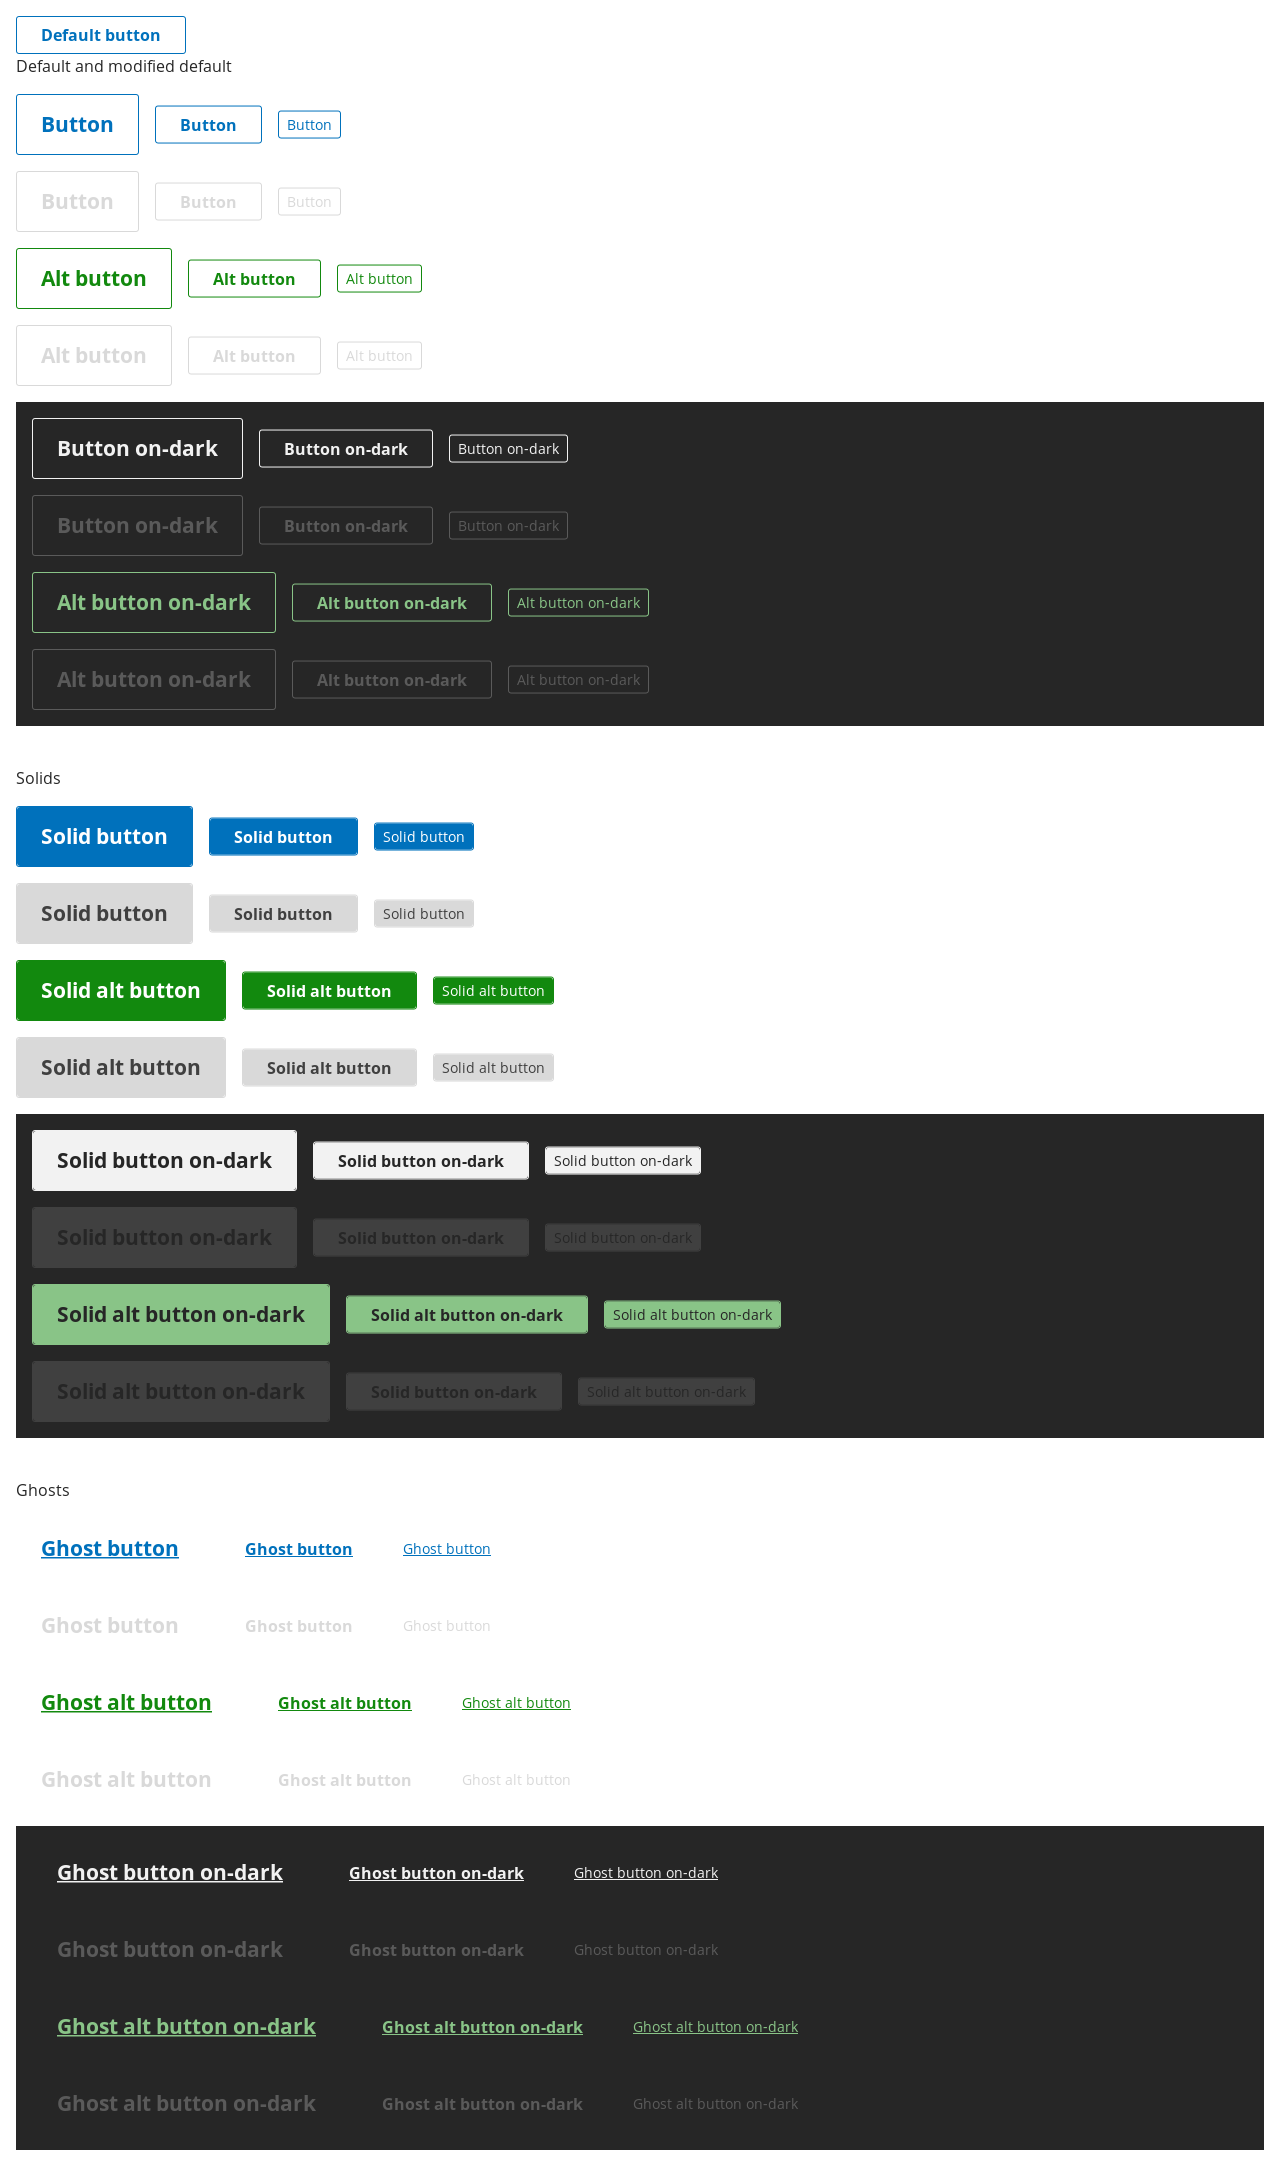 Default button
Default and modified default
Button Button Button
Button Button Button
Alt button Alt button Alt button
Alt button Alt button Alt button
Button on-dark Button on-dark Button on-dark
Button on-dark Button on-dark Button on-dark
Alt button on-dark Alt button on-dark Alt button on-dark
Alt button on-dark Alt button on-dark Alt button on-dark
Solids
Solid button Solid button Solid button
Solid button Solid button Solid button
Solid alt button Solid alt button Solid alt button
Solid alt button Solid alt button Solid alt button
Solid button on-dark Solid button on-dark Solid button on-dark
Solid button on-dark Solid button on-dark Solid button on-dark
Solid alt button on-dark Solid alt button on-dark Solid alt button on-dark
Solid alt button on-dark Solid button on-dark Solid alt button on-dark
Ghosts
Ghost button Ghost button Ghost button
Ghost button Ghost button Ghost button
Ghost alt button Ghost alt button Ghost alt button
Ghost alt button Ghost alt button Ghost alt button
Ghost button on-dark Ghost button on-dark Ghost button on-dark
Ghost button on-dark Ghost button on-dark Ghost button on-dark
Ghost alt button on-dark Ghost alt button on-dark Ghost alt button on-dark
Ghost alt button on-dark Ghost alt button on-dark Ghost alt button on-dark